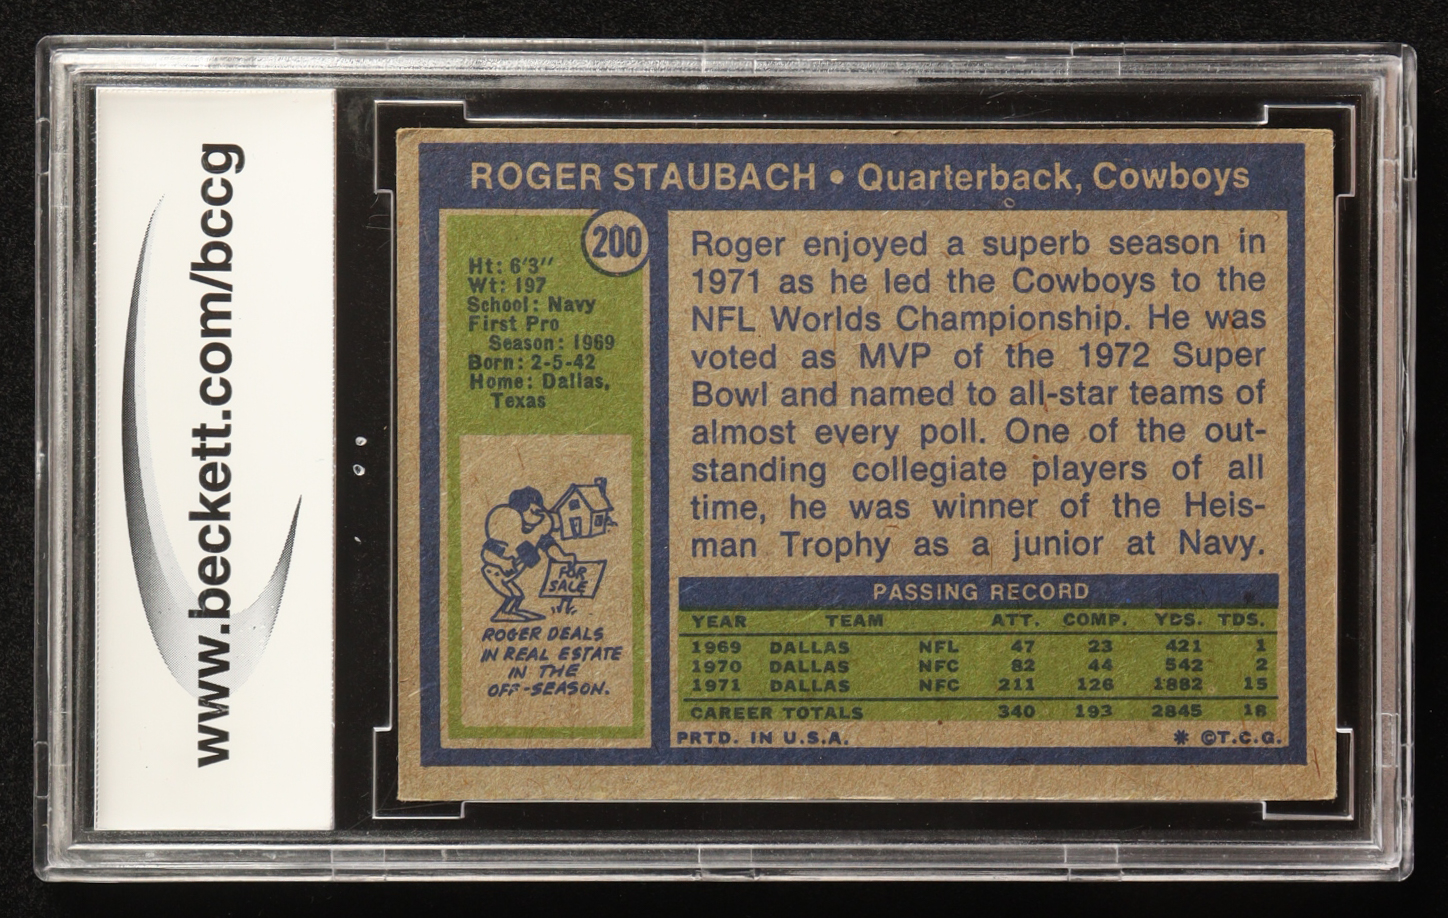 www.beckett.com/bccg
ROGER STAUBACH • Quarterback, Cowboys
200
Ht: 6'3"
Wt: 197
School: Navy
First Pro
Season: 1969
Born: 2-5-42
Home: Dallas,
Texas
FOR
SALE
ROGER DEALS
IN REAL ESTATE
IN THE
OFF-SEASON.
Roger enjoyed a superb season in
1971 as he led the Cowboys to the
NFL Worlds Championship. He was
voted as MVP of the 1972 Super
Bowl and named to all-star teams of
almost every poll. One of the out-
standing collegiate players of all
time, he was winner of the Heis-
man Trophy as a junior at Navy.
PASSING RECORD
YEAR TEAM ATT. COMP. YDS. TDS.
1969 DALLAS NFL 47 23 421 1
1970 DALLAS NFC 82 44 542 2
1971 DALLAS NFC 211 126 1882 15
CAREER TOTALS 340 193 2845 18
PRTD. IN U.S.A. * ©T.C.G.